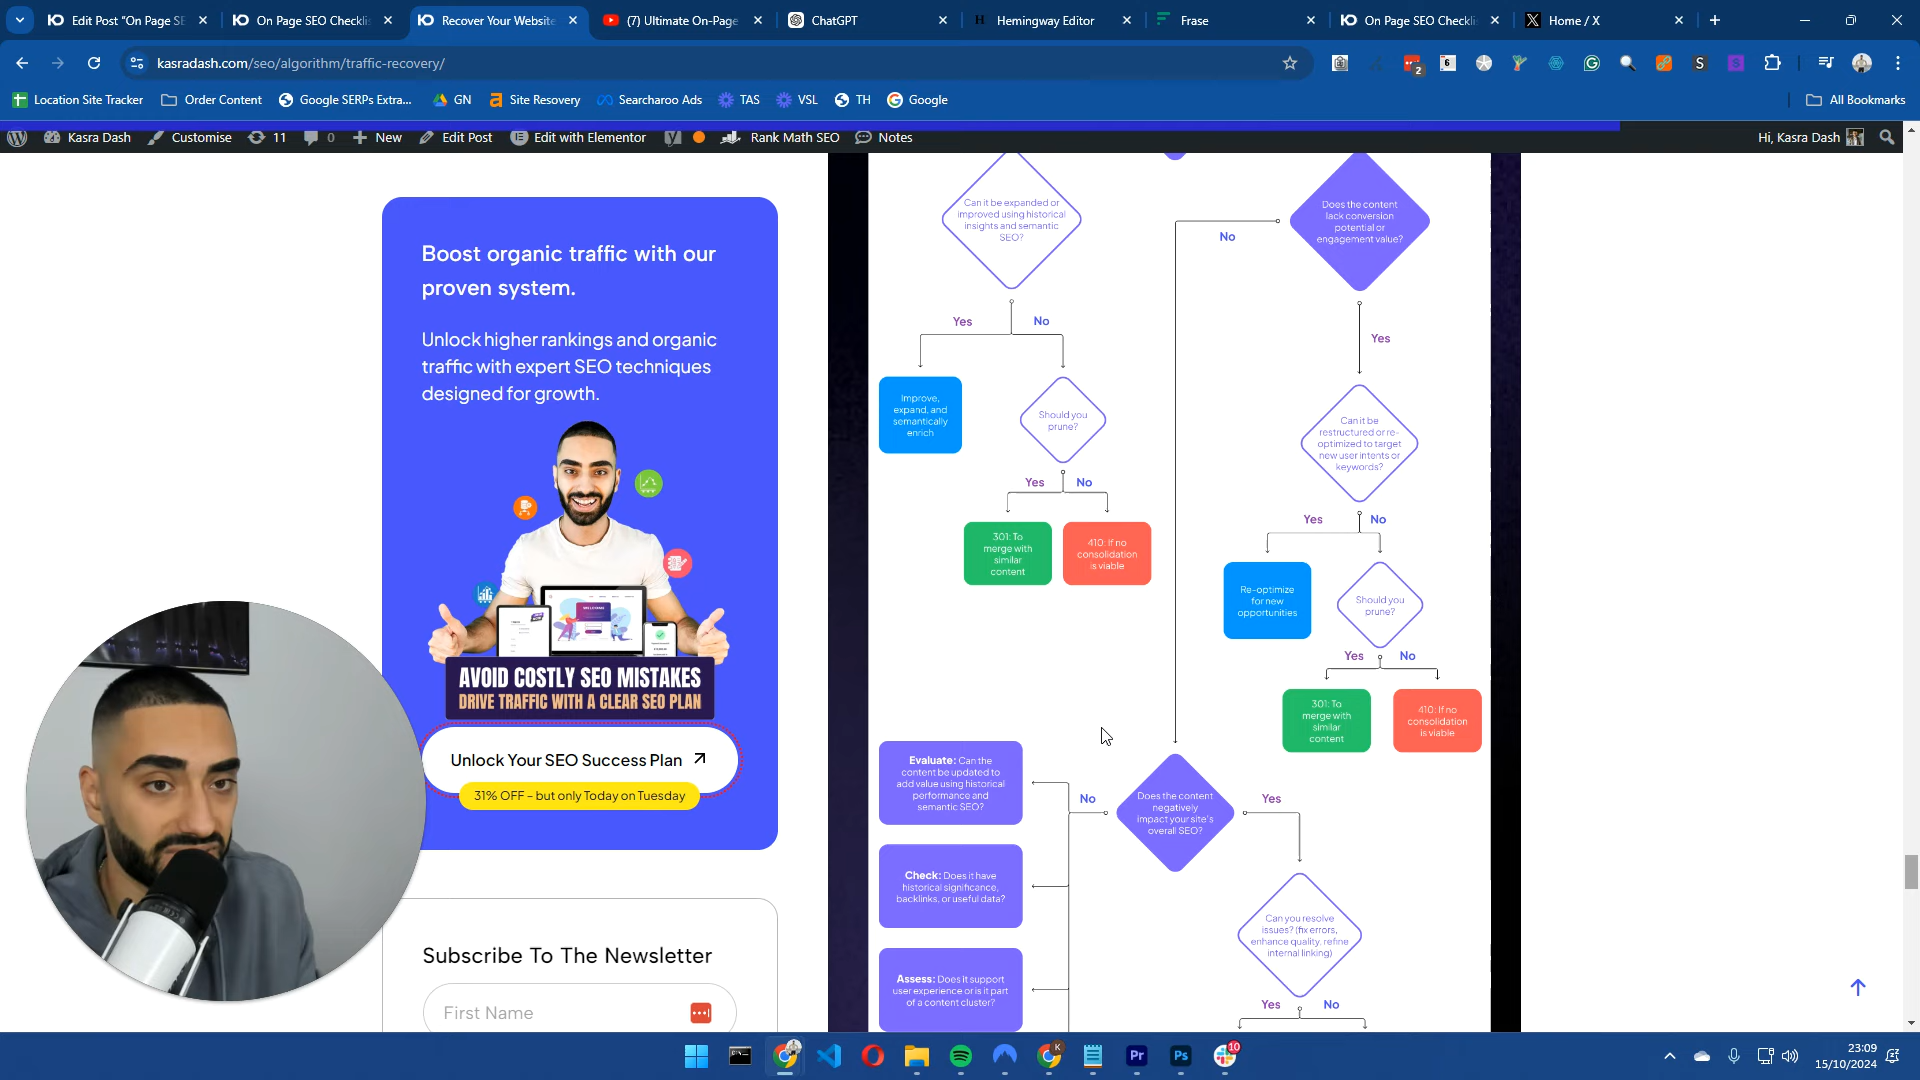 Edit Post "On Page SE
On Page SEO Checklis
Recover Your Website
(7) Ultimate On-Page
ChatGPT
Hemingway Editor
Frase
On Page SEO Checklis
Home / X
kasradash.com/seo/algorithm/traffic-recovery/
Location Site Tracker
Order Content
Google SERPs Extra...
GN
Site Recovery
Searcharoo Ads
TAS
VSL
TH
Google
All Bookmarks
Kasra Dash
Customise
11
0
New
Edit Post
Edit with Elementor
Rank Math SEO
Notes
Hi, Kasra Dash
Boost organic traffic with our
proven system.
Unlock higher rankings and organic
traffic with expert SEO techniques
designed for growth.
AVOID COSTLY SEO MISTAKES
DRIVE TRAFFIC WITH A CLEAR SEO PLAN
Unlock Your SEO Success Plan
31% OFF – but only Today on Tuesday
Subscribe To The Newsletter
First Name
Can it be expanded or
improved using historical
insights and semantic
SEO?
Yes
No
Improve,
expand, and
semantically
enrich
Should you
prune?
Yes
No
301: To
merge with
similar
content
410: If no
consolidation
is viable
Does the content
lack conversion
potential or
engagement value?
No
Yes
Can it be
restructured or re-
optimized to target
new user intents or
keywords?
Yes
No
Re-optimize
for new
opportunities
Should you
prune?
Yes
No
301: To
merge with
similar
content
410: If no
consolidation
is viable
Evaluate: Can the
content be updated to
add value using historical
performance and
semantic SEO?
Check: Does it have
historical significance,
backlinks, or useful data?
Assess: Does it support
user experience or is it part
of a content cluster?
No
Does the content
negatively
impact your site's
overall SEO?
Yes
Can you resolve
issues? (fix errors,
enhance quality, refine
internal linking)
Yes
No
23:09
15/10/2024